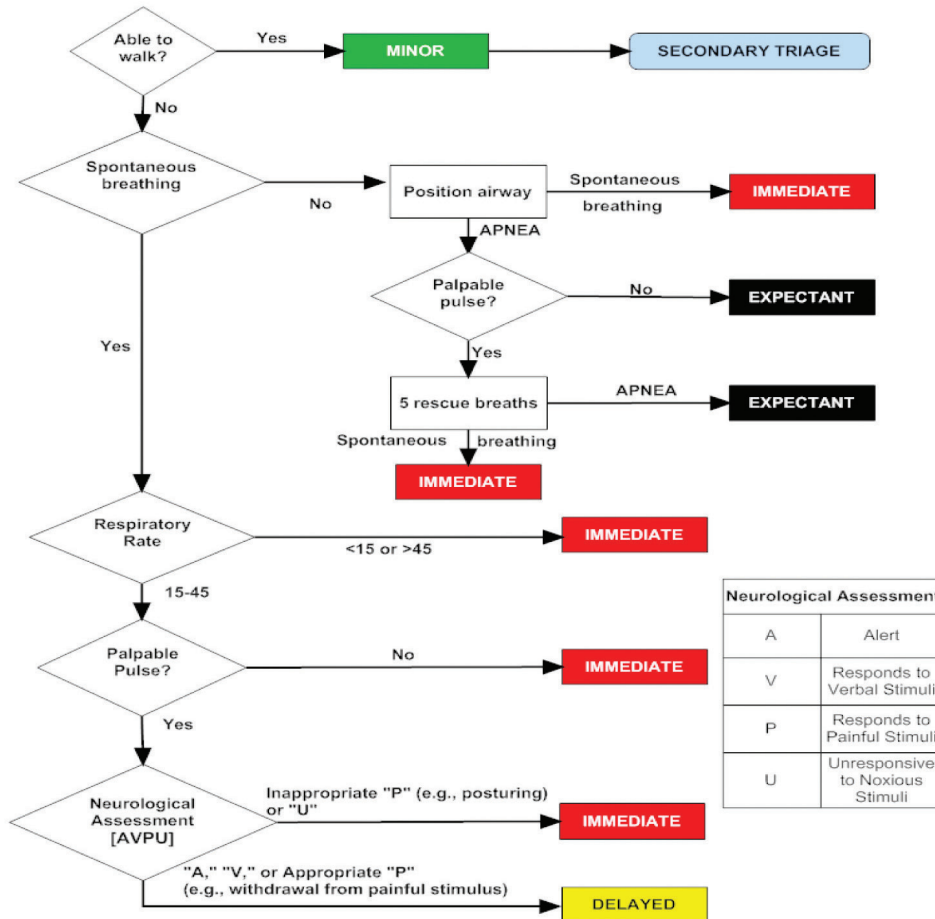 Able to
walk?
Yes
MINOR
SECONDARY TRIAGE
No
Spontaneous
breathing
No
Position airway
Spontaneous
breathing
IMMEDIATE
APNEA
Palpable
pulse?
No
EXPECTANT
Yes
Yes
5 rescue breaths
APNEA
EXPECTANT
Spontaneous
breathing
IMMEDIATE
Respiratory
Rate
<15 or >45
IMMEDIATE
15-45
Palpable
Pulse?
No
IMMEDIATE
Yes
Neurological
Assessment
[AVPU]
Inappropriate "P" (e.g., posturing)
or "U"
IMMEDIATE
"A," "V," or Appropriate "P"
(e.g., withdrawal from painful stimulus)
DELAYED
Neurological Assessment
A
Alert
V
Responds to
Verbal Stimuli
P
Responds to
Painful Stimuli
U
Unresponsive
to Noxious
Stimuli